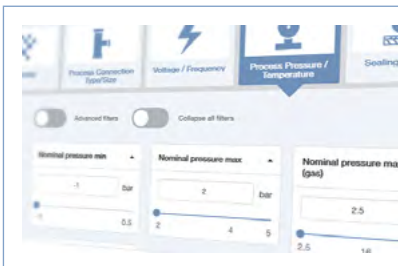 Process Connection
Type/Size
Voltage / Frequency
Process Pressure /
Temperature
Sealing
Advanced filters
Collapse all filters
Nominal pressure min
-1
bar
-1
0.5
Nominal pressure max
2
bar
2
4
5
Nominal pressure ma
(gas)
2.5
2.5
16